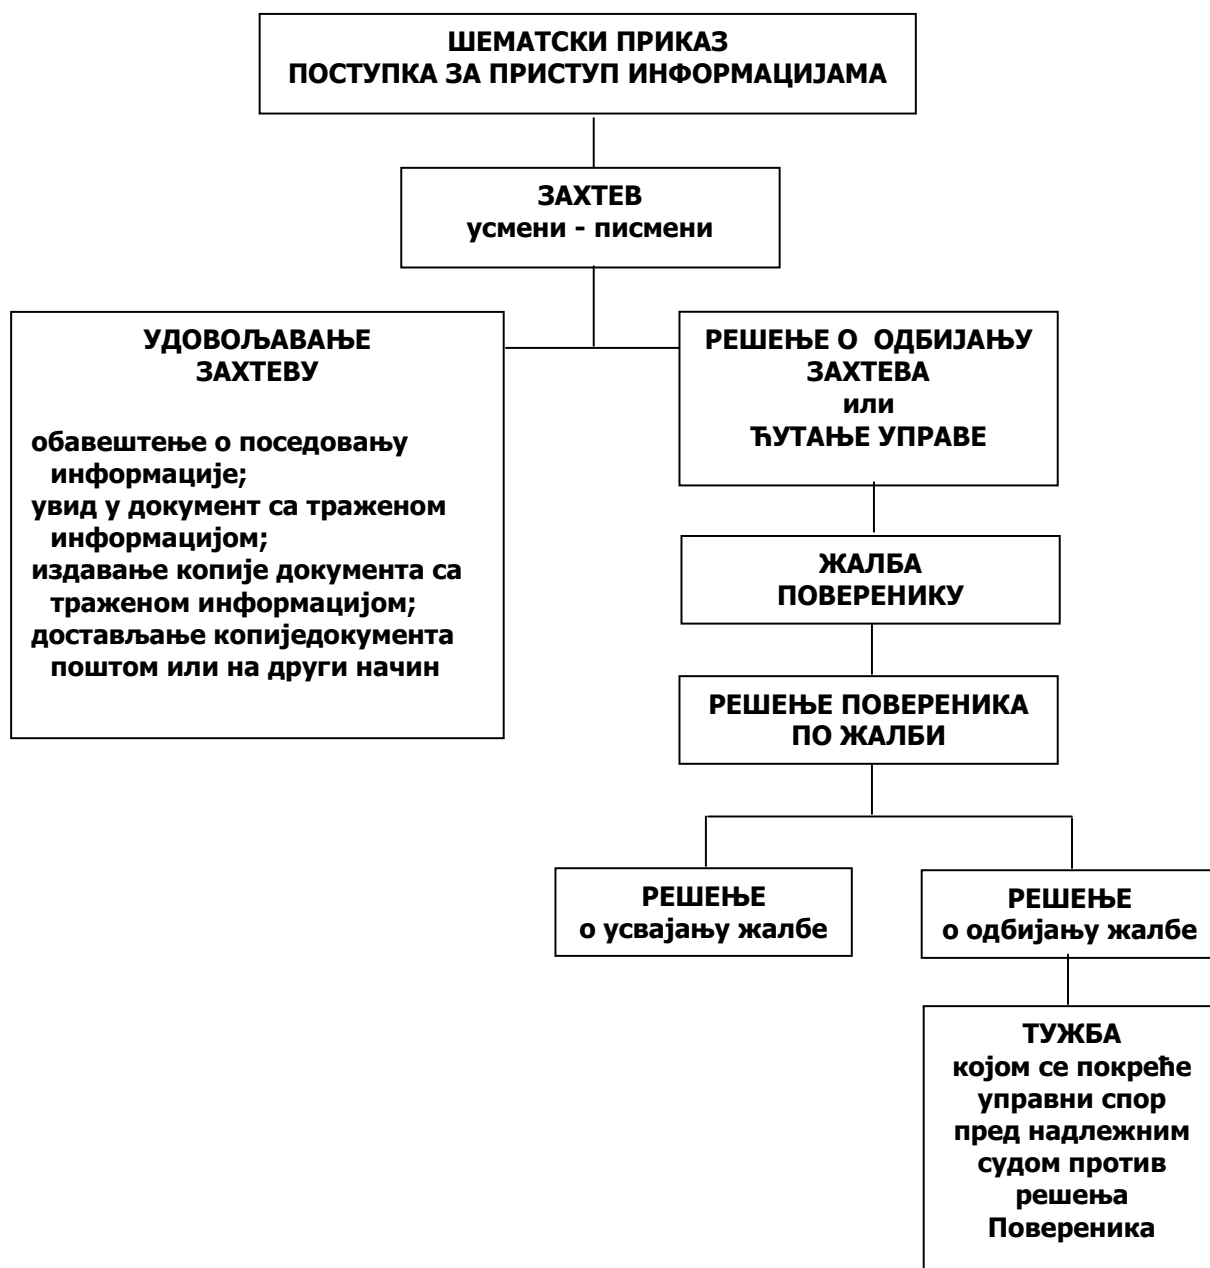 ШЕМАТСКИ ПРИКАЗ
ПОСТУПКА ЗА ПРИСТУП ИНФОРМАЦИЈАМА
ЗАХТЕВ
усмени - писмени
УДОВОЉАВАЊЕ
ЗАХТЕВУ
обавештење о поседовању
информације;
увид у документ са траженом
информацијом;
издавање копије документа са
траженом информацијом;
достављање копиједокумента
поштом или на други начин
РЕШЕЊЕ О ОДБИЈАЊУ
ЗАХТЕВА
или
ЋУТАЊЕ УПРАВЕ
ЖАЛБА
ПОВЕРЕНИКУ
РЕШЕЊЕ ПОВЕРЕНИКА
ПО ЖАЛБИ
РЕШЕЊЕ
о усвајању жалбе
РЕШЕЊЕ
о одбијању жалбе
ТУЖБА
којом се покреће
управни спор
пред надлежним
судом против
решења
Повереника